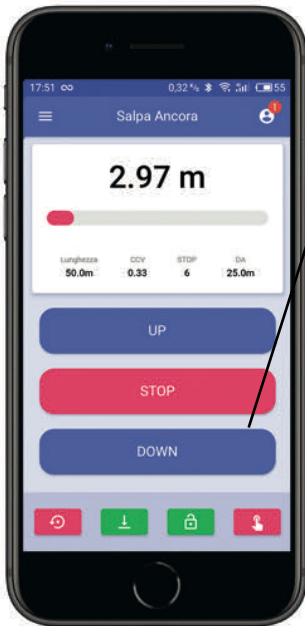 17:51 0,32 % 55
Salpa Ancora 1
2.97 m
Lunghezza CCV STOP DA
50.0m 0.33 6 25.0m
UP
STOP
DOWN